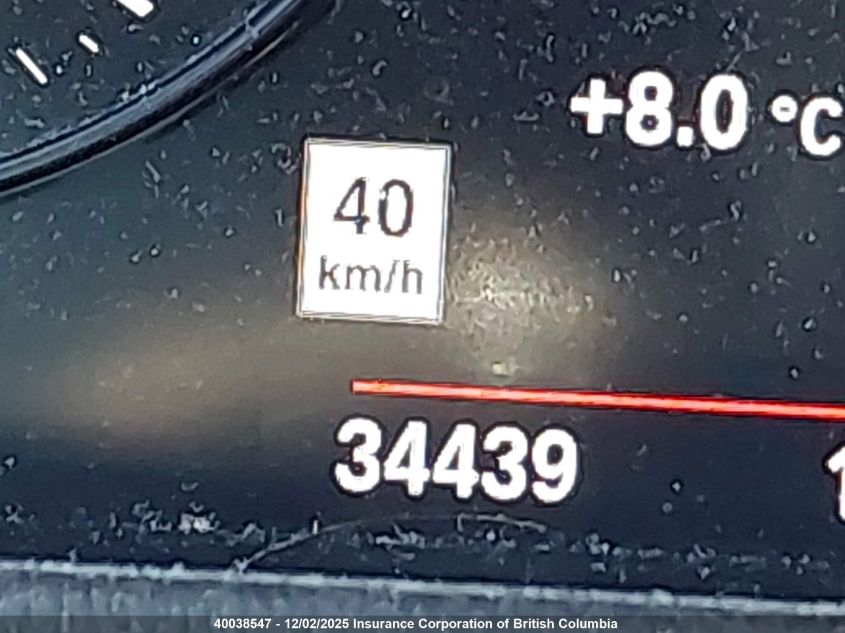 +8.0 °C
40
km/h
34439
40038547 - 12/02/2025 Insurance Corporation of British Columbia